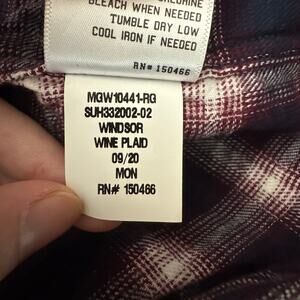 BLEACH WHEN NEEDED
TUMBLE DRY LOW
COOL IRON IF NEEDED
RN# 150466
MGW10441-RG
SUH332002-02
WINDSOR
WINE PLAID
09/20
MON
RN# 150466